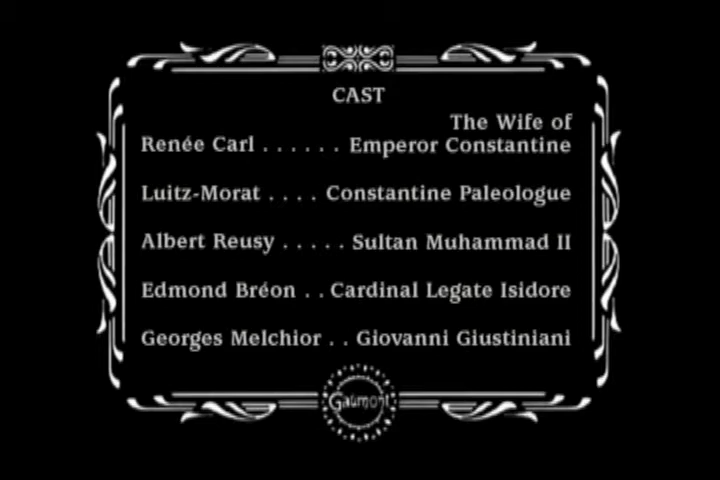 CAST
The Wife of
Renée Carl . . . . . . Emperor Constantine
Luitz-Morat . . . . Constantine Paleologue
Albert Reusy . . . . . Sultan Muhammad II
Edmond Bréon . . Cardinal Legate Isidore
Georges Melchior . . Giovanni Giustiniani
Gaumont